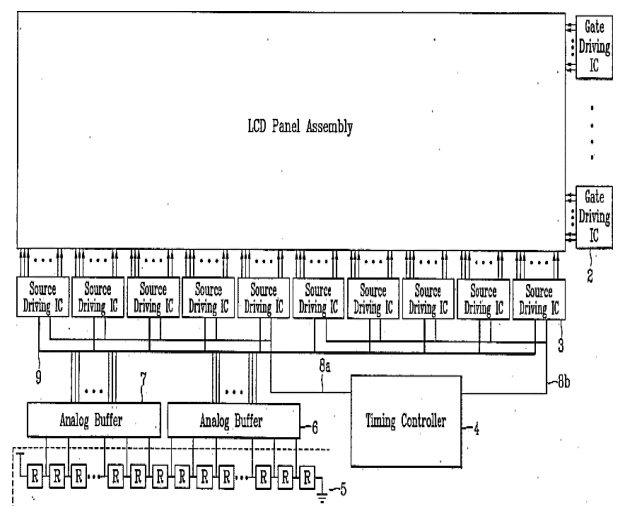 Gate
Driving
IC
LCD Panel Assembly
Gate
Driving
IC
2
Source
Driving IC
Source
Driving IC
Source
Driving IC
Source
Driving IC
Source
Driving IC
Source
Driving IC
Source
Driving IC
Source
Driving IC
Source
Driving IC
Source
Driving IC
3
9
7
8a
8b
Analog Buffer
Analog Buffer
6
Timing Controller
4
R R R R R R R R R R R R
5